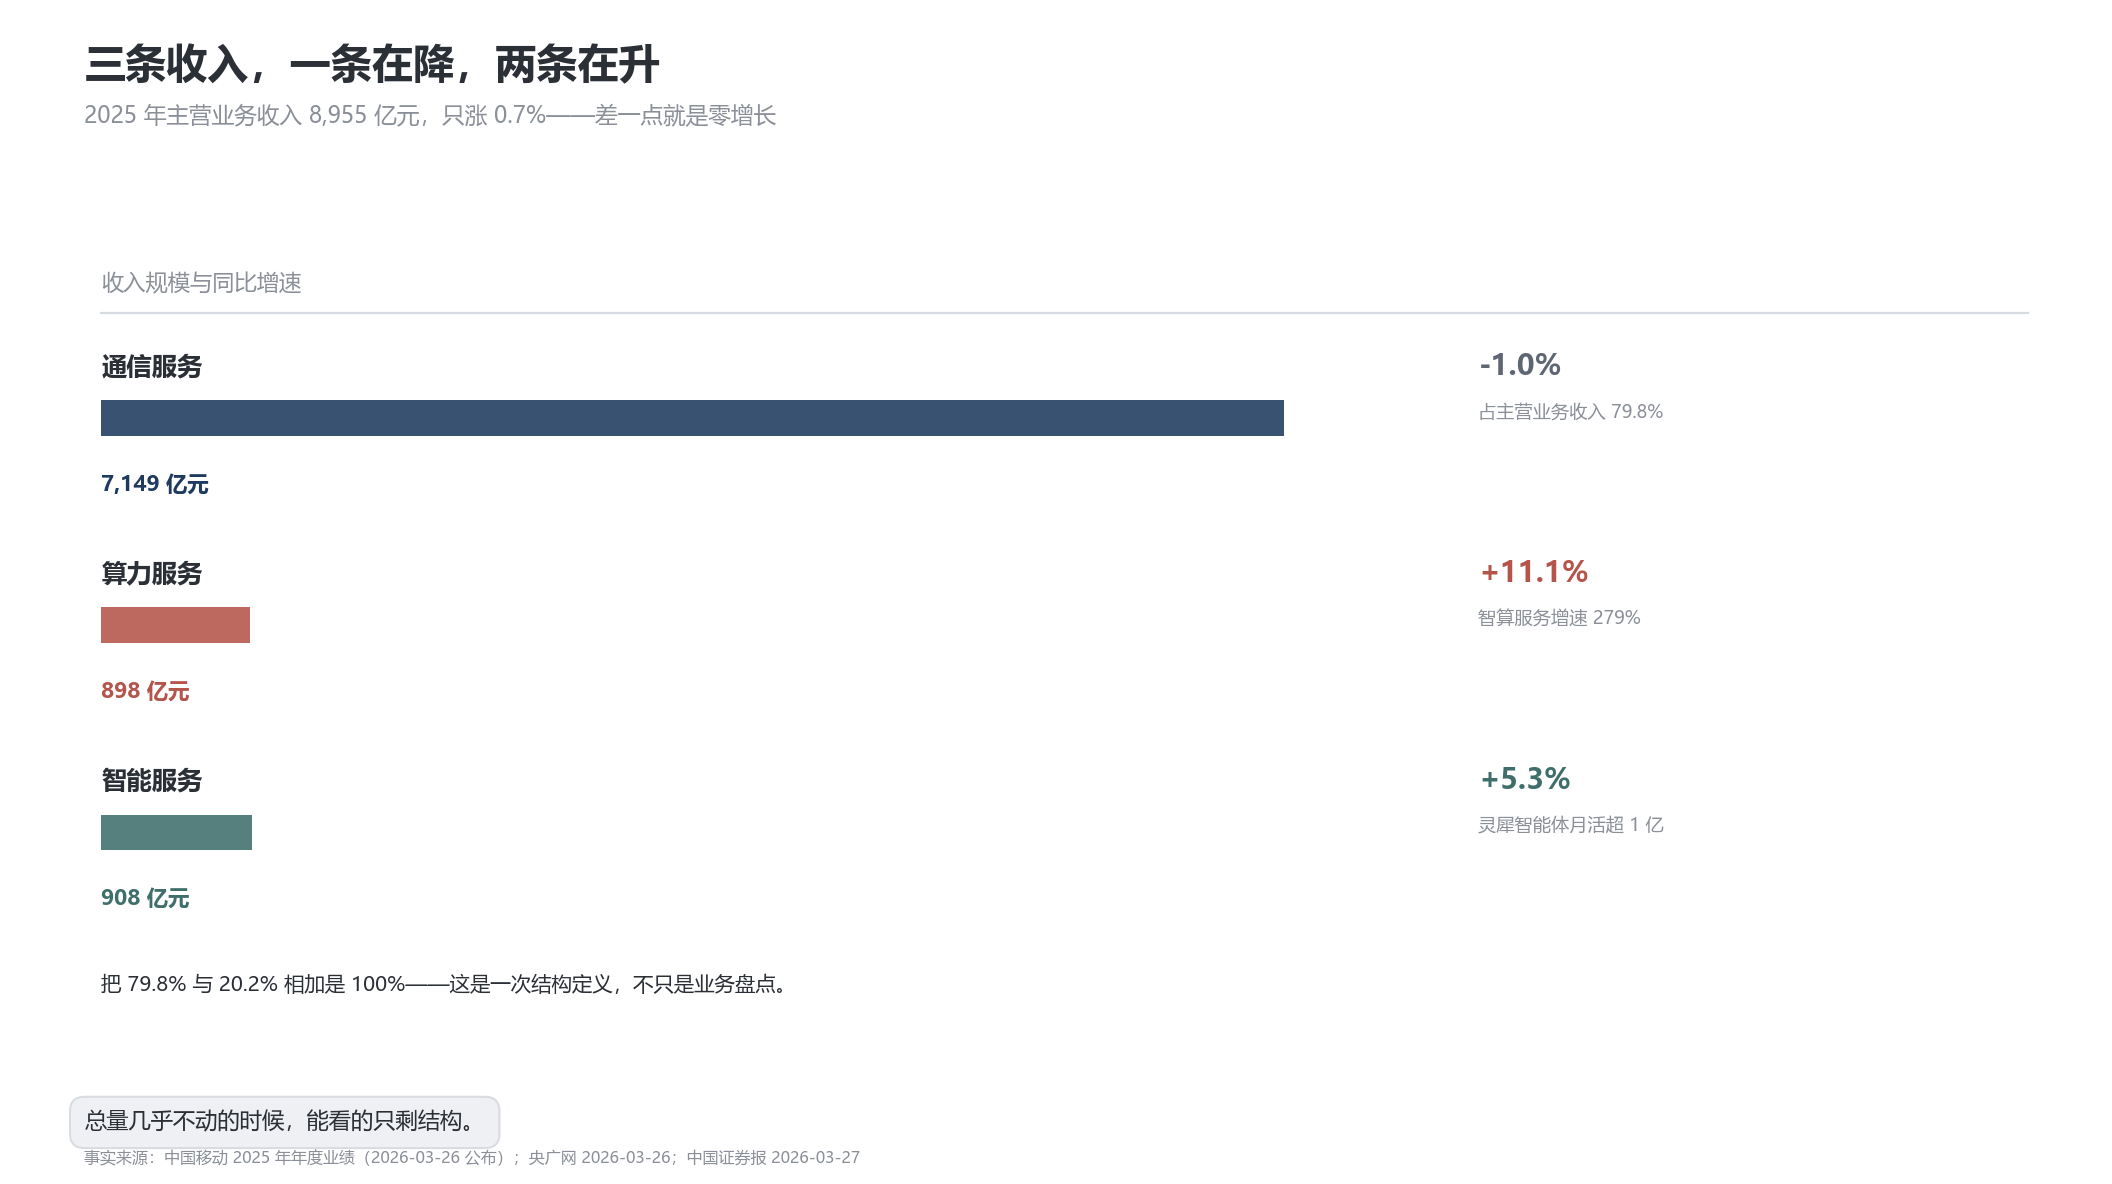 三条收入，一条在降，两条在升
2025 年主营业务收入 8,955 亿元，只涨 0.7%——差一点就是零增长
收入规模与同比增速
通信服务
-1.0%
占主营业务收入 79.8%
7,149 亿元
算力服务
+11.1%
智算服务增速 279%
898 亿元
智能服务
+5.3%
灵犀智能体月活超 1 亿
908 亿元
把 79.8% 与 20.2% 相加是 100%——这是一次结构定义，不只是业务盘点。
总量几乎不动的时候，能看的只剩结构。
事实来源：中国移动 2025 年年度业绩（2026-03-26 公布）；央广网 2026-03-26；中国证券报 2026-03-27